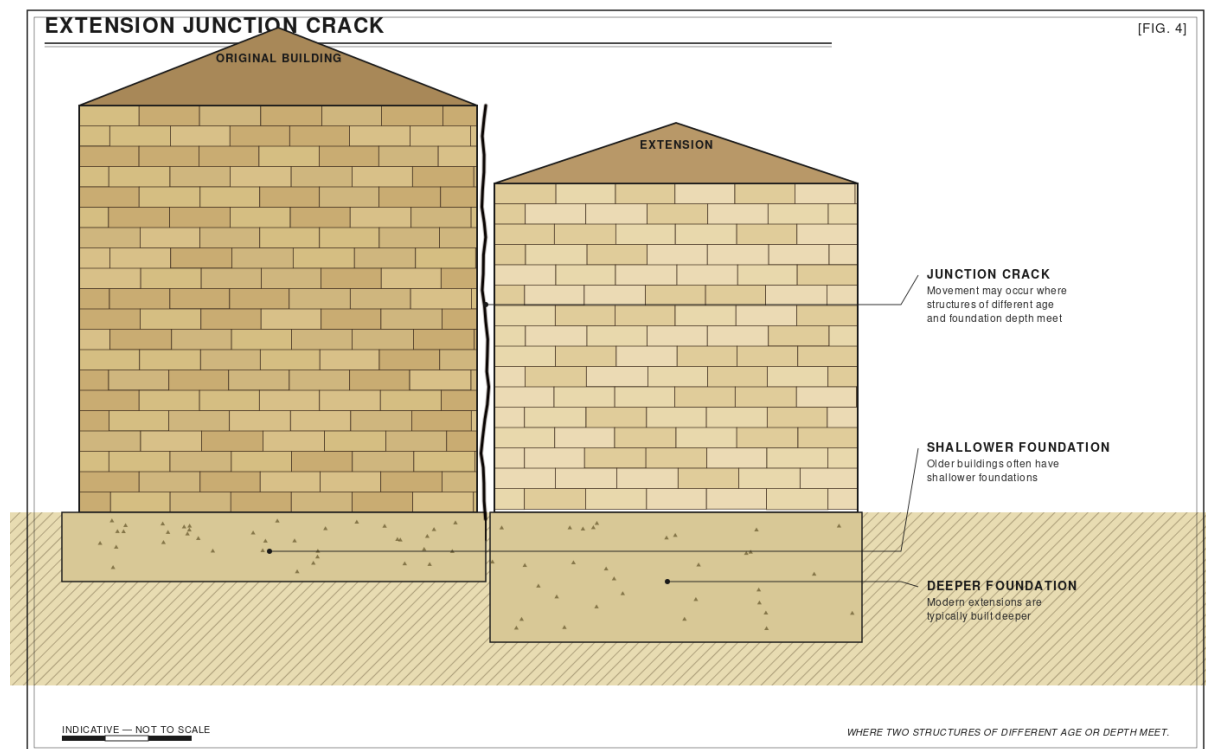 EXTENSION JUNCTION CRACK
[FIG. 4]
ORIGINAL BUILDING
EXTENSION
JUNCTION CRACK
Movement may occur where
structures of different age
and foundation depth meet
SHALLOWER FOUNDATION
Older buildings often have
shallower foundations
DEEPER FOUNDATION
Modern extensions are
typically built deeper
INDICATIVE — NOT TO SCALE
WHERE TWO STRUCTURES OF DIFFERENT AGE OR DEPTH MEET.